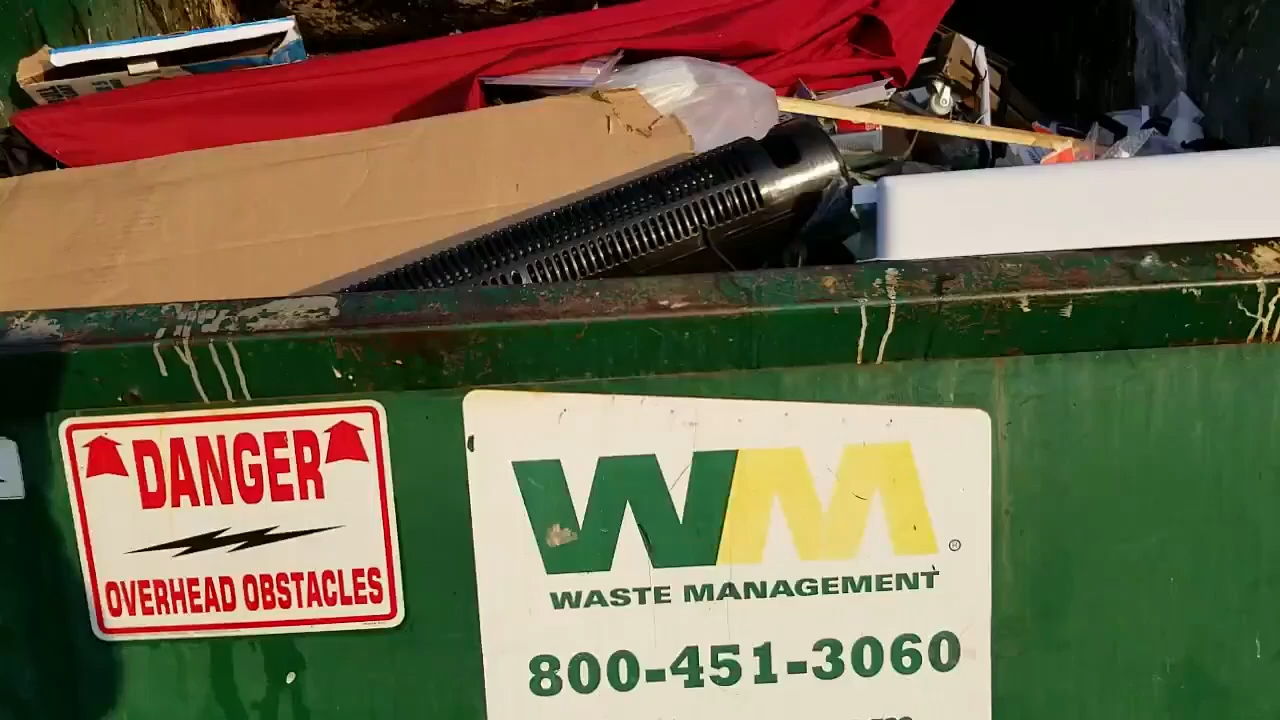 DANGER
OVERHEAD OBSTACLES
WM ®
WASTE MANAGEMENT
800-451-3060